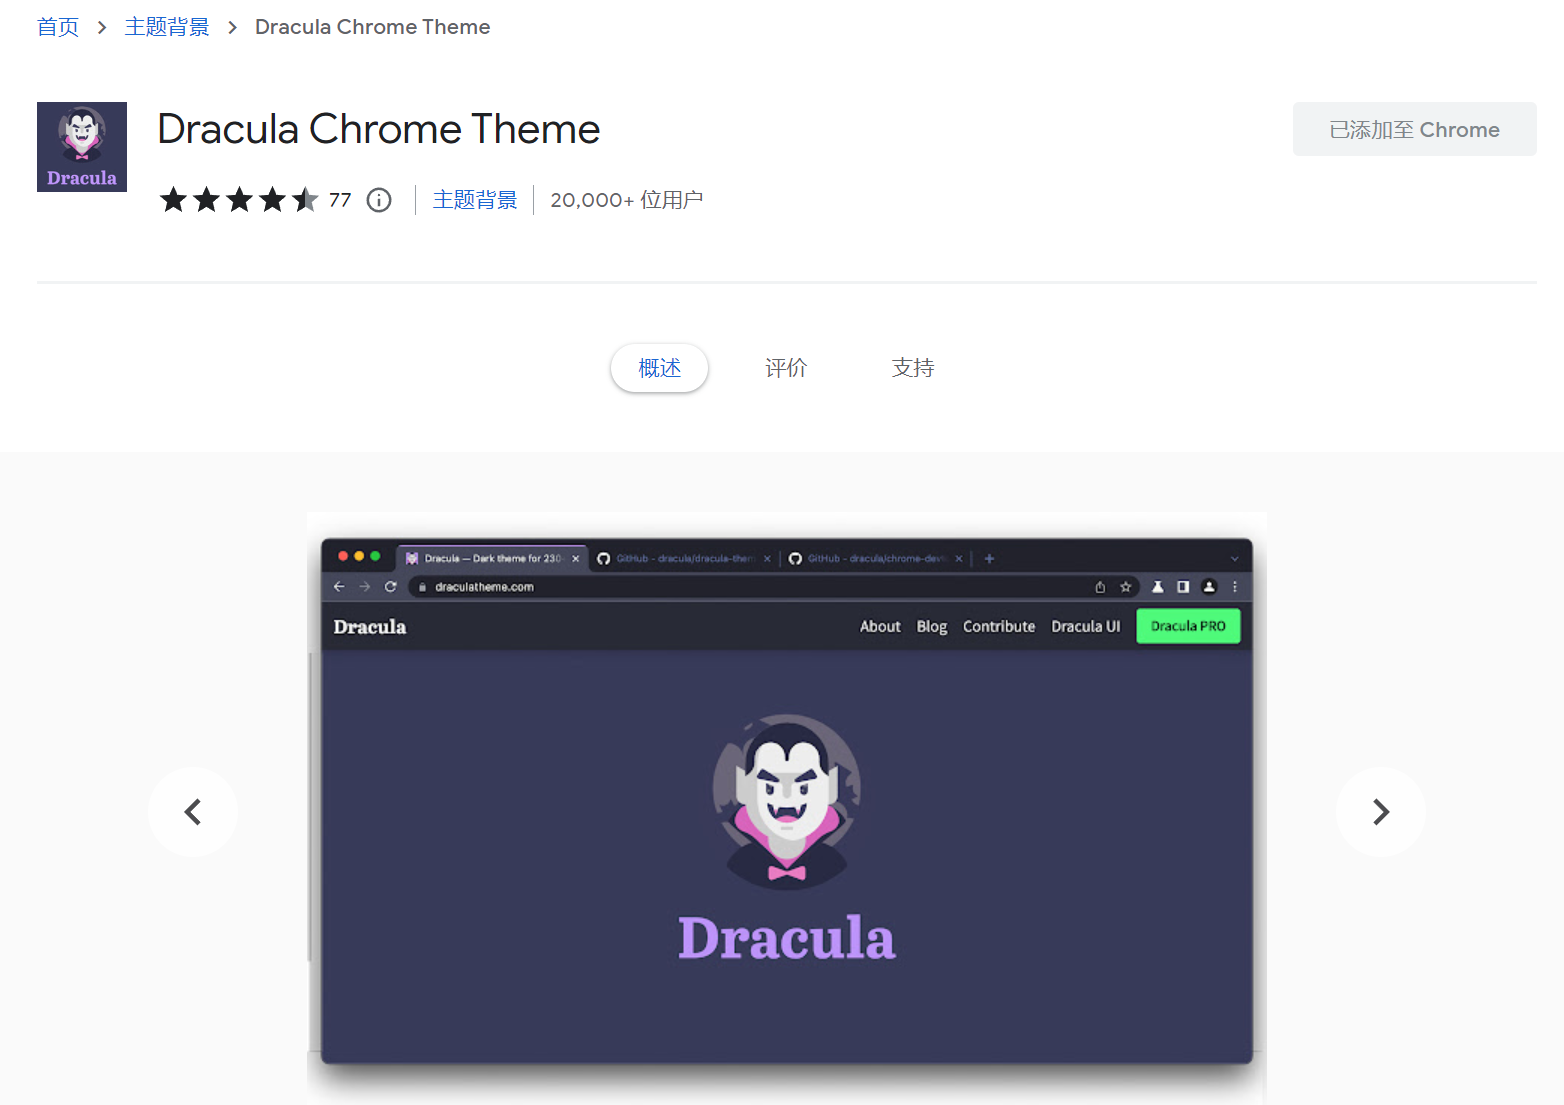 首页 > 主题背景 > Dracula Chrome Theme
Dracula
Dracula Chrome Theme
已添加至 Chrome
77
主题背景
20,000+ 位用户
概述
评价
支持
Dracula — Dark theme for 230
GitHub - dracula/dracula-them
GitHub - dracula/chrome-devt
draculatheme.com
Dracula
About
Blog
Contribute
Dracula UI
Dracula PRO
Dracula